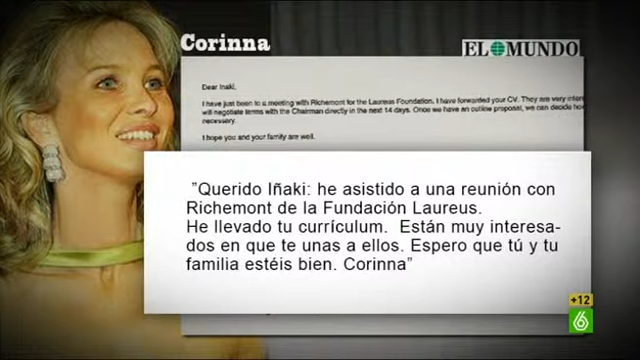 Corinna
EL MUNDO
Dear Inaki,
I have just been to a meeting with Richemont for the Laureus Foundation. I have forwarded your CV. They are very
will negotiate terms with the Chairman directly in the next 14 days. Once we have an outline proposal, we can decide
necessary.
I hope you and your family are well.
”Querido Iñaki: he asistido a una reunión con
Richemont de la Fundación Laureus.
He llevado tu currículum. Están muy interesa-
dos en que te unas a ellos. Espero que tú y tu
familia estéis bien. Corinna”
+12
6